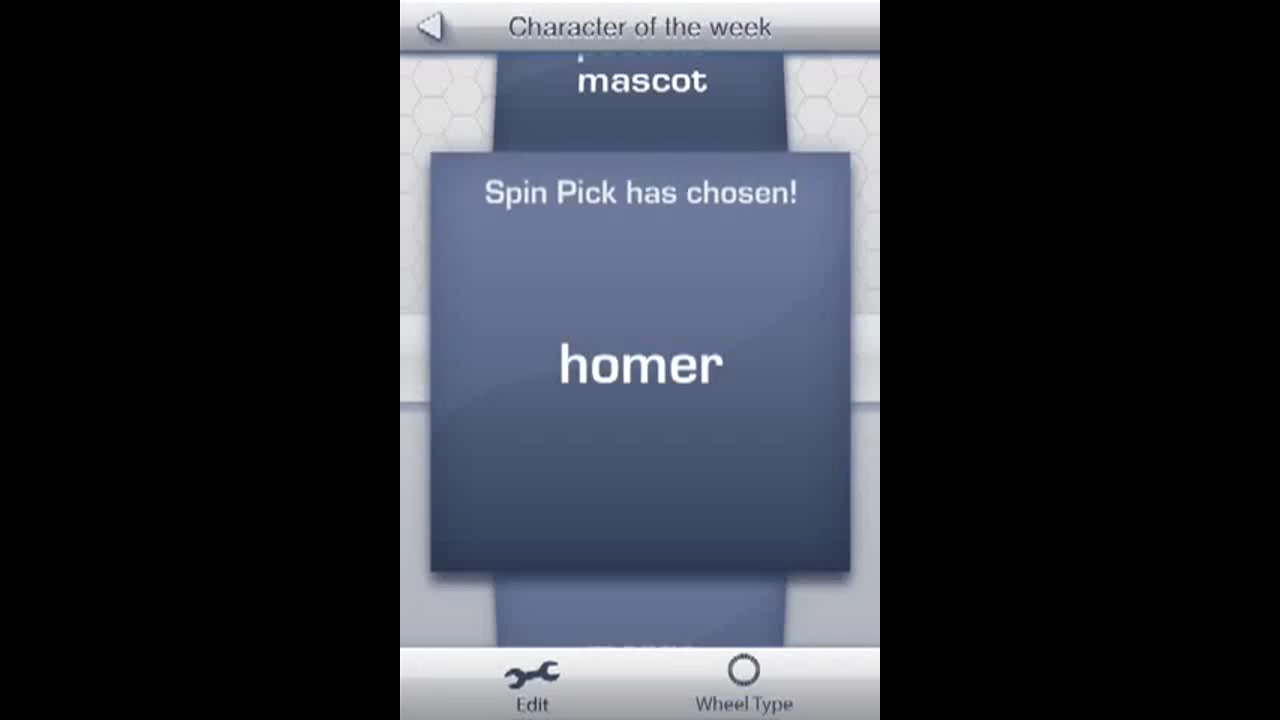 Character of the week
mascot
Spin Pick has chosen!
homer
Edit
Wheel Type